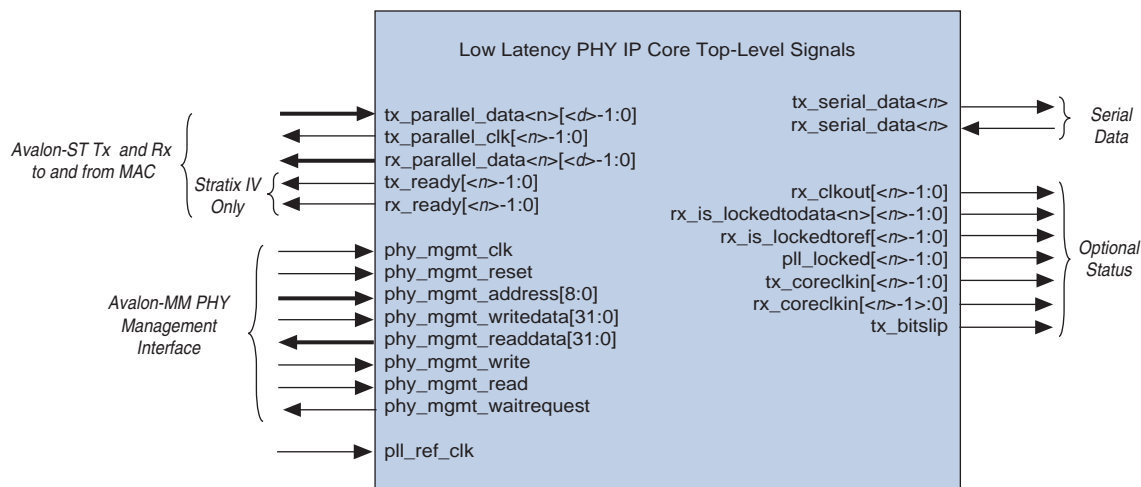 Low Latency PHY IP Core Top-Level Signals
Avalon-ST Tx and Rx
to and from MAC
Stratix IV
Only
tx_parallel_data<n>[<d>-1:0]
tx_parallel_clk[<n>-1:0]
rx_parallel_data<n>[<d>-1:0]
tx_ready[<n>-1:0]
rx_ready[<n>-1:0]
Avalon-MM PHY
Management
Interface
phy_mgmt_clk
phy_mgmt_reset
phy_mgmt_address[8:0]
phy_mgmt_writedata[31:0]
phy_mgmt_readdata[31:0]
phy_mgmt_write
phy_mgmt_read
phy_mgmt_waitrequest
pll_ref_clk
tx_serial_data<n>
rx_serial_data<n>
Serial
Data
rx_clkout[<n>-1:0]
rx_is_lockedtodata<n>[<n>-1:0]
rx_is_lockedtoref[<n>-1:0]
pll_locked[<n>-1:0]
tx_coreclkin[<n>-1:0]
rx_coreclkin[<n>-1>:0]
tx_bitslip
Optional
Status